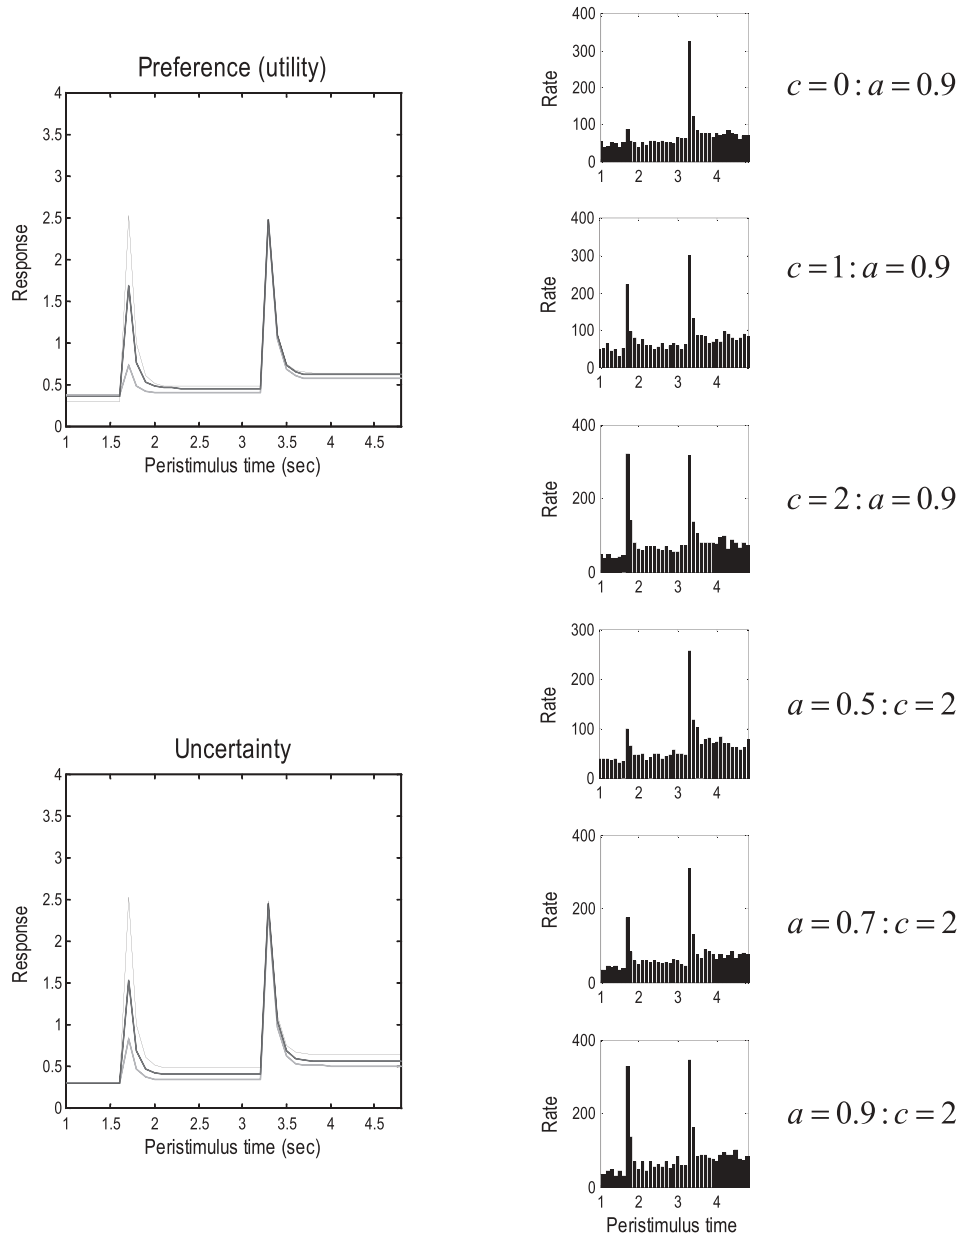 Preference (utility)
4
3.5
3
2.5
2
1.5
1
0.5
0
Response
1 1.5 2 2.5 3 3.5 4 4.5
Peristimulus time (sec)
Uncertainty
4
3.5
3
2.5
2
1.5
1
0.5
0
Response
1 1.5 2 2.5 3 3.5 4 4.5
Peristimulus time (sec)
400
300
200
100
0
Rate
1 2 3 4
c = 0 : a = 0.9
400
300
200
100
0
Rate
1 2 3 4
c = 1 : a = 0.9
400
200
0
Rate
1 2 3 4
c = 2 : a = 0.9
300
200
100
0
Rate
1 2 3 4
a = 0.5 : c = 2
400
200
0
Rate
1 2 3 4
a = 0.7 : c = 2
400
200
0
Rate
1 2 3 4
Peristimulus time
a = 0.9 : c = 2